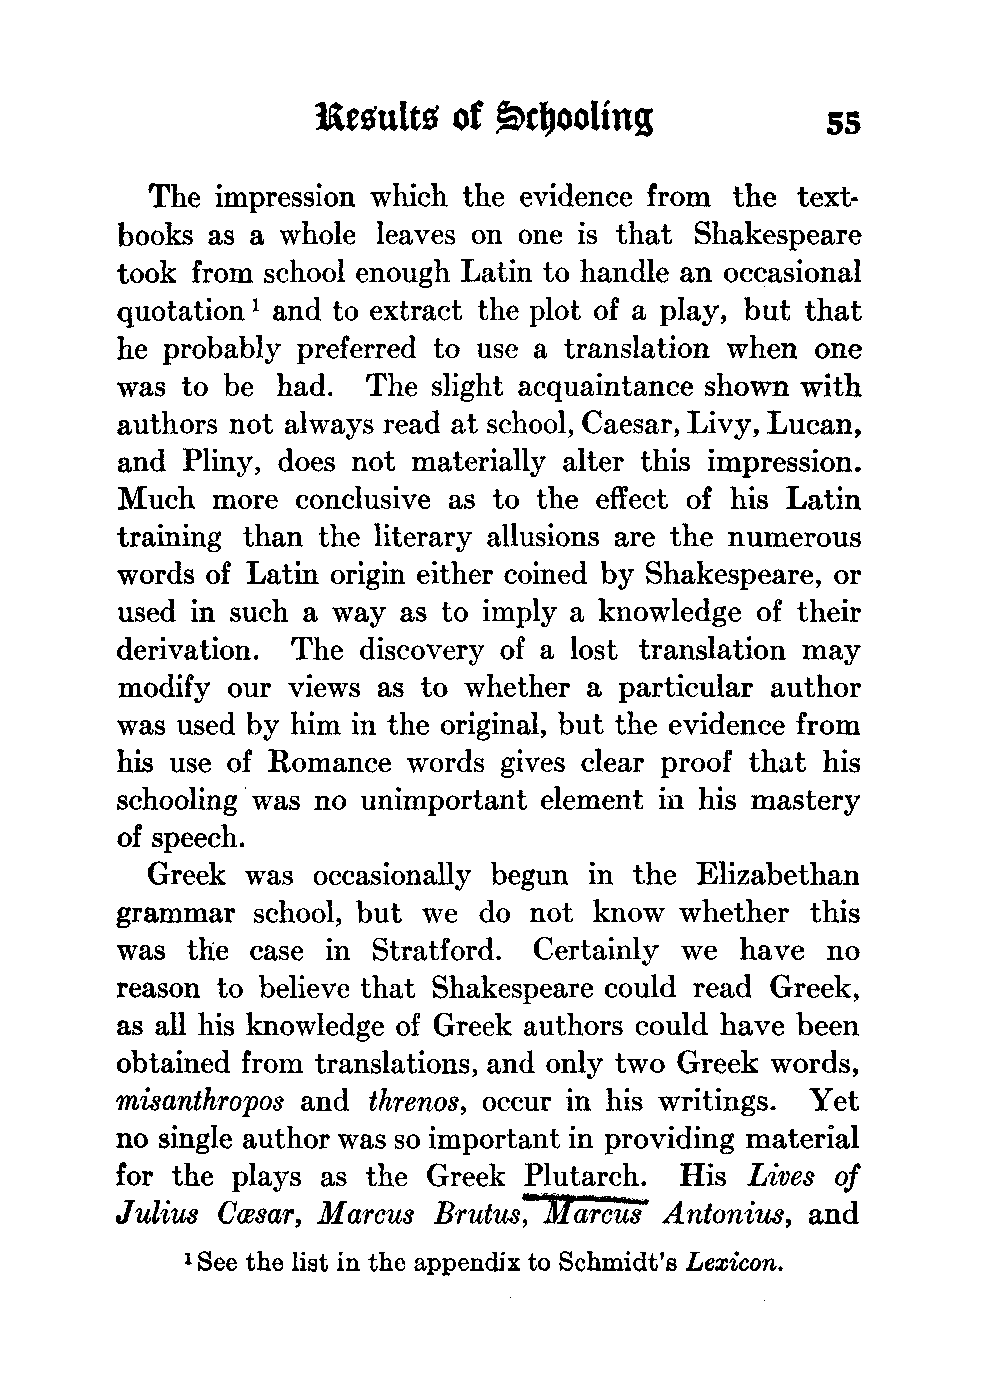 Results of Schooling 55
The impression which the evidence from the text-
books as a whole leaves on one is that Shakespeare
took from school enough Latin to handle an occasional
quotation¹ and to extract the plot of a play, but that
he probably preferred to use a translation when one
was to be had. The slight acquaintance shown with
authors not always read at school, Caesar, Livy, Lucan,
and Pliny, does not materially alter this impression.
Much more conclusive as to the effect of his Latin
training than the literary allusions are the numerous
words of Latin origin either coined by Shakespeare, or
used in such a way as to imply a knowledge of their
derivation. The discovery of a lost translation may
modify our views as to whether a particular author
was used by him in the original, but the evidence from
his use of Romance words gives clear proof that his
schooling was no unimportant element in his mastery
of speech.
Greek was occasionally begun in the Elizabethan
grammar school, but we do not know whether this
was the case in Stratford. Certainly we have no
reason to believe that Shakespeare could read Greek,
as all his knowledge of Greek authors could have been
obtained from translations, and only two Greek words,
misanthropos and threnos, occur in his writings. Yet
no single author was so important in providing material
for the plays as the Greek Plutarch. His Lives of
Julius Cæsar, Marcus Brutus, Marcus Antonius, and
¹ See the list in the appendix to Schmidt's Lexicon.